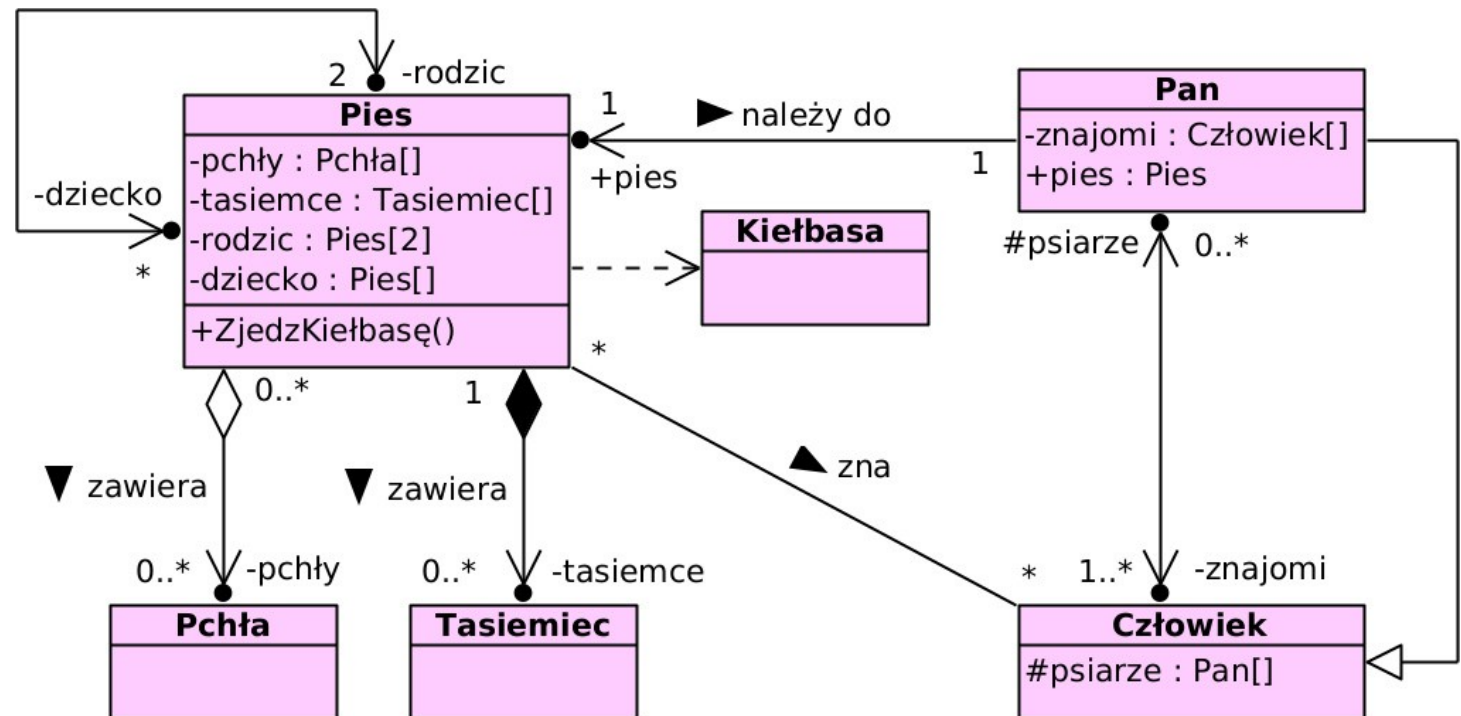 2 -rodzic
-dziecko
*
Pies
-pchły : Pchła[]
-tasiemce : Tasiemiec[]
-rodzic : Pies[2]
-dziecko : Pies[]
+ZjedzKiełbasę()
1
należy do
+pies
1
Pan
-znajomi : Człowiek[]
+pies : Pies
Kiełbasa
#psiarze 0..*
*
zna
*
0..*
1
zawiera
zawiera
0..* -pchły
0..* -tasiemce
1..* -znajomi
Pchła
Tasiemiec
Człowiek
#psiarze : Pan[]